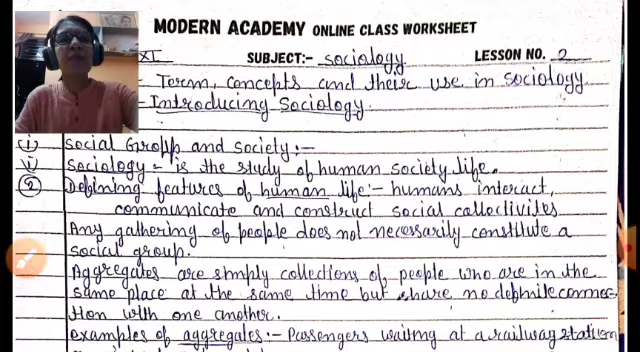 MODERN ACADEMY ONLINE CLASS WORKSHEET
XI SUBJECT:- Sociology LESSON NO. 2
- Term, concepts and their use in Sociology
- Introducing Sociology.
(i) Social Group and Society:-
Sociology - is the study of human society life.
② Defining features of human life:- humans interact,
communicate and construct social collectivites
Any gathering of people does not necessarily constitute a
social group.
Aggregates are simply collections of people who are in the
same place at the same time but share no definite connec-
tion with one another.
examples of aggregates:- Passengers waiting at a railway station